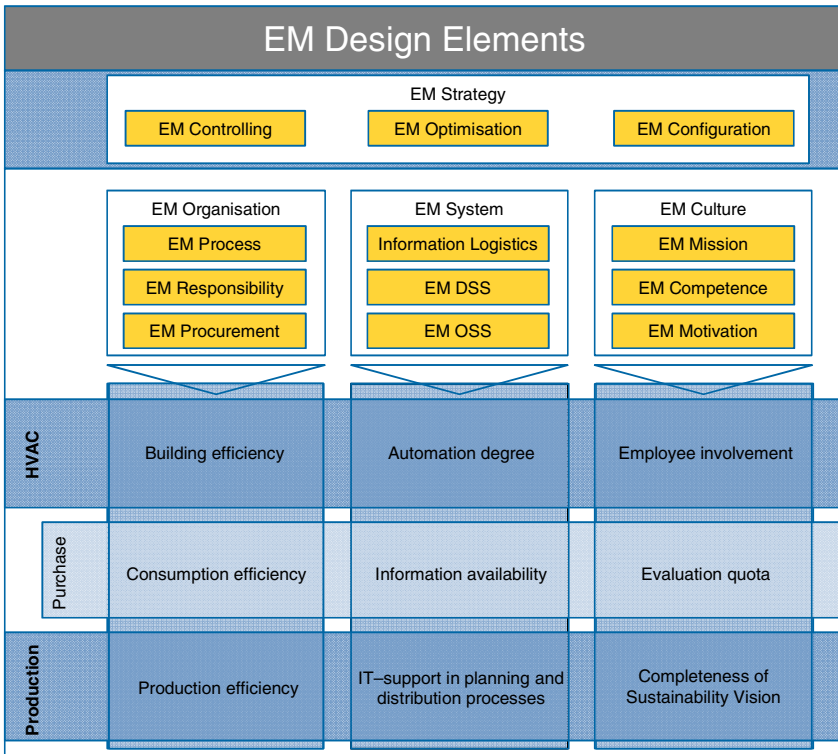 EM Design Elements
EM Strategy
EM Controlling
EM Optimisation
EM Configuration
EM Organisation
EM Process
EM Responsibility
EM Procurement
EM System
Information Logistics
EM DSS
EM OSS
EM Culture
EM Mission
EM Competence
EM Motivation
HVAC
Building efficiency
Automation degree
Employee involvement
Purchase
Consumption efficiency
Information availability
Evaluation quota
Production
Production efficiency
IT–support in planning and
distribution processes
Completeness of
Sustainability Vision